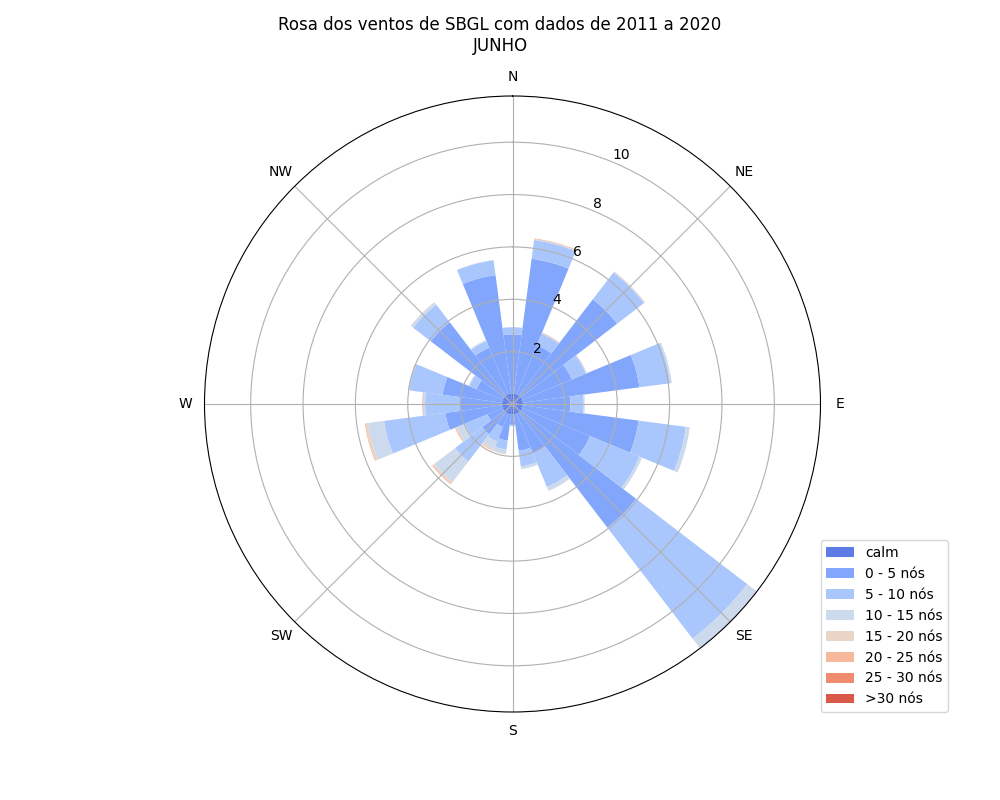 Rosa dos ventos de SBGL com dados de 2011 a 2020
JUNHO
N
NW
NE
10
8
6
4
2
W
E
SW
SE
S
calm
0 - 5 nós
5 - 10 nós
10 - 15 nós
15 - 20 nós
20 - 25 nós
25 - 30 nós
>30 nós